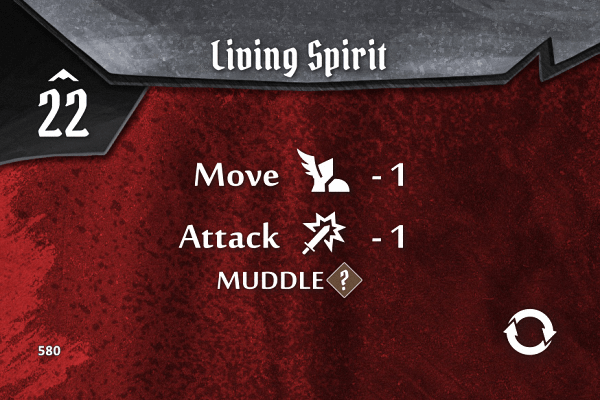 Living Spirit
22
Move - 1
Attack - 1
MUDDLE ?
580